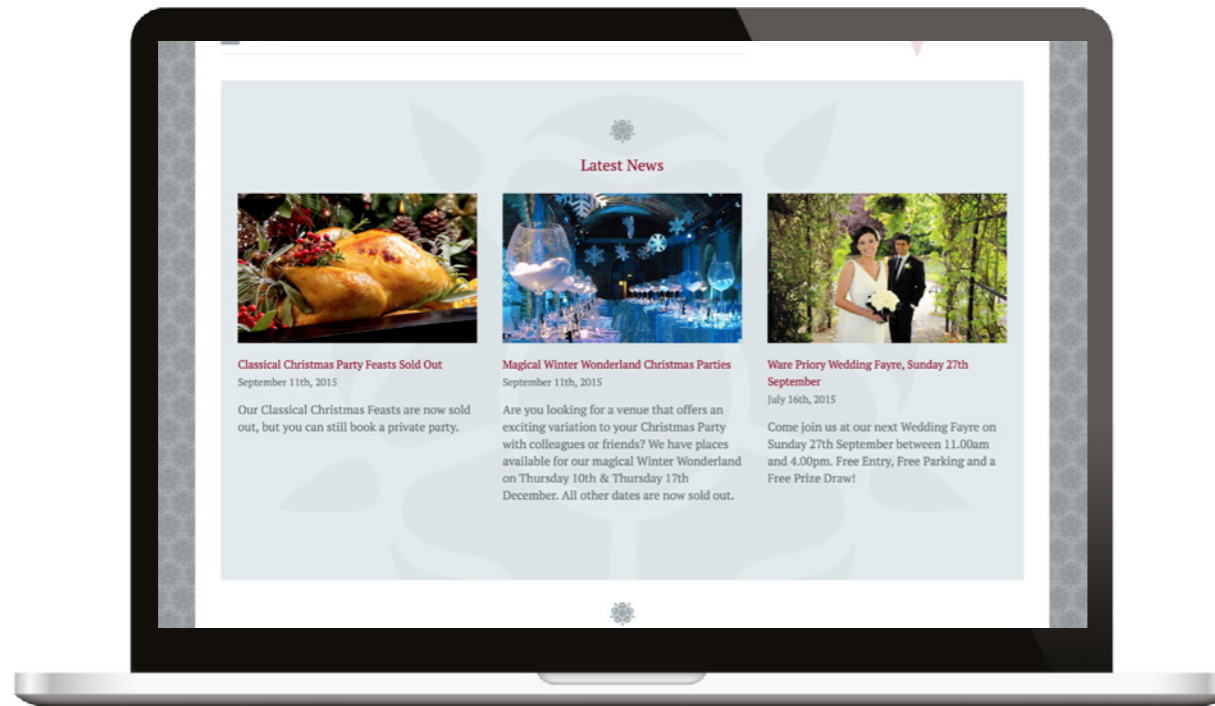 Latest News
Classical Christmas Party Feasts Sold Out
September 11th, 2015
Our Classical Christmas Feasts are now sold
out, but you can still book a private party.
Magical Winter Wonderland Christmas Parties
September 11th, 2015
Are you looking for a venue that offers an
exciting variation to your Christmas Party
with colleagues or friends? We have places
available for our magical Winter Wonderland
on Thursday 10th & Thursday 17th
December. All other dates are now sold out.
Ware Priory Wedding Fayre, Sunday 27th
September
July 16th, 2015
Come join us at our next Wedding Fayre on
Sunday 27th September between 11.00am
and 4.00pm. Free Entry, Free Parking and a
Free Prize Draw!